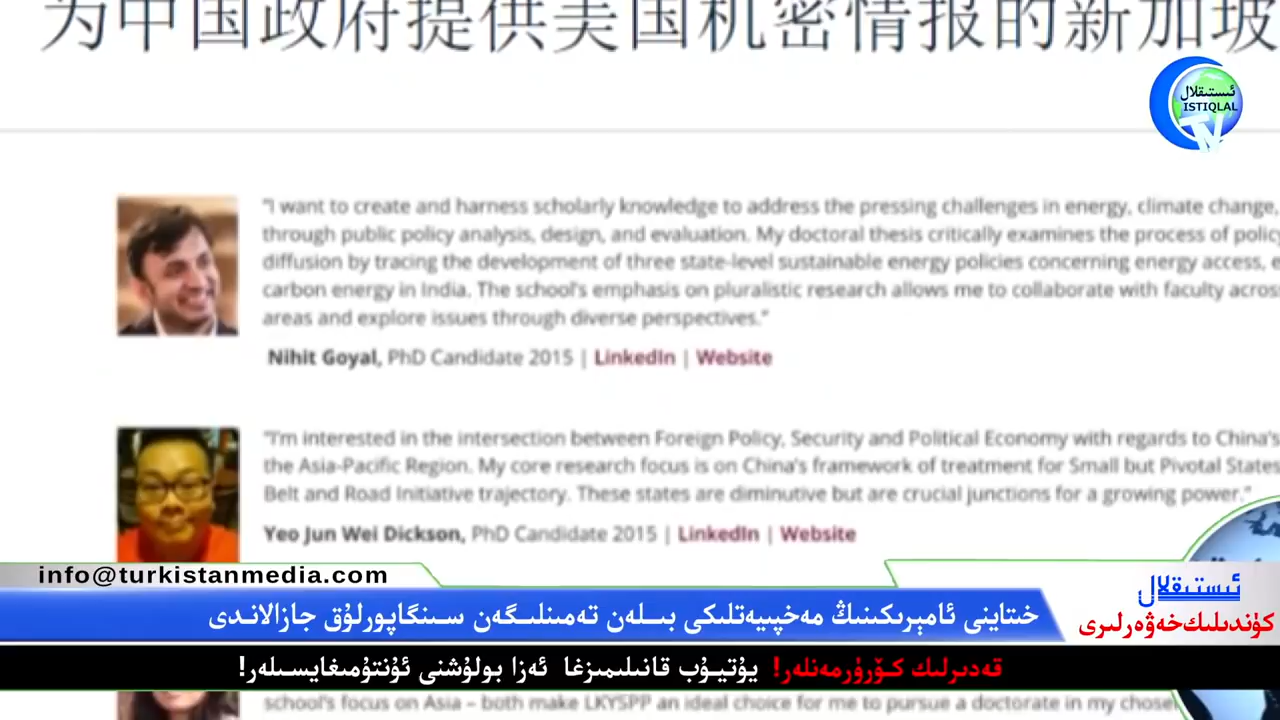 为中国政府提供美国机密情报的新加坡
ئىستىقلال
ISTIQLAL
TV
"I want to create and harness scholarly knowledge to address the pressing challenges in energy, climate change,
through public policy analysis, design, and evaluation. My doctoral thesis critically examines the process of policy
diffusion by tracing the development of three state-level sustainable energy policies concerning energy access, e
carbon energy in India. The school's emphasis on pluralistic research allows me to collaborate with faculty across
areas and explore issues through diverse perspectives."
Nihit Goyal, PhD Candidate 2015 | LinkedIn | Website
"I'm interested in the intersection between Foreign Policy, Security and Political Economy with regards to China's
the Asia-Pacific Region. My core research focus is on China's framework of treatment for Small but Pivotal States
Belt and Road Initiative trajectory. These states are diminutive but are crucial junctions for a growing power."
Yeo Jun Wei Dickson, PhD Candidate 2015 | LinkedIn | Website
info@turkistanmedia.com
ئىستىقلال
كۈندىلىك خەۋەرلىرى
خىتاينى ئامېرىكىنىڭ مەخپىيەتلىكى بىلەن تەمىنلىگەن سىنگاپورلۇق جازالاندى
قەدىرلىك كۆرۈرمەنلەر! يۇتيۇب قانىلىمىزغا ئەزا بولۇشنى ئۇنتۇمىغايسىلەر!
school's focus on Asia – both make LKYSPP an ideal choice for me to pursue a doctorate in my chosen